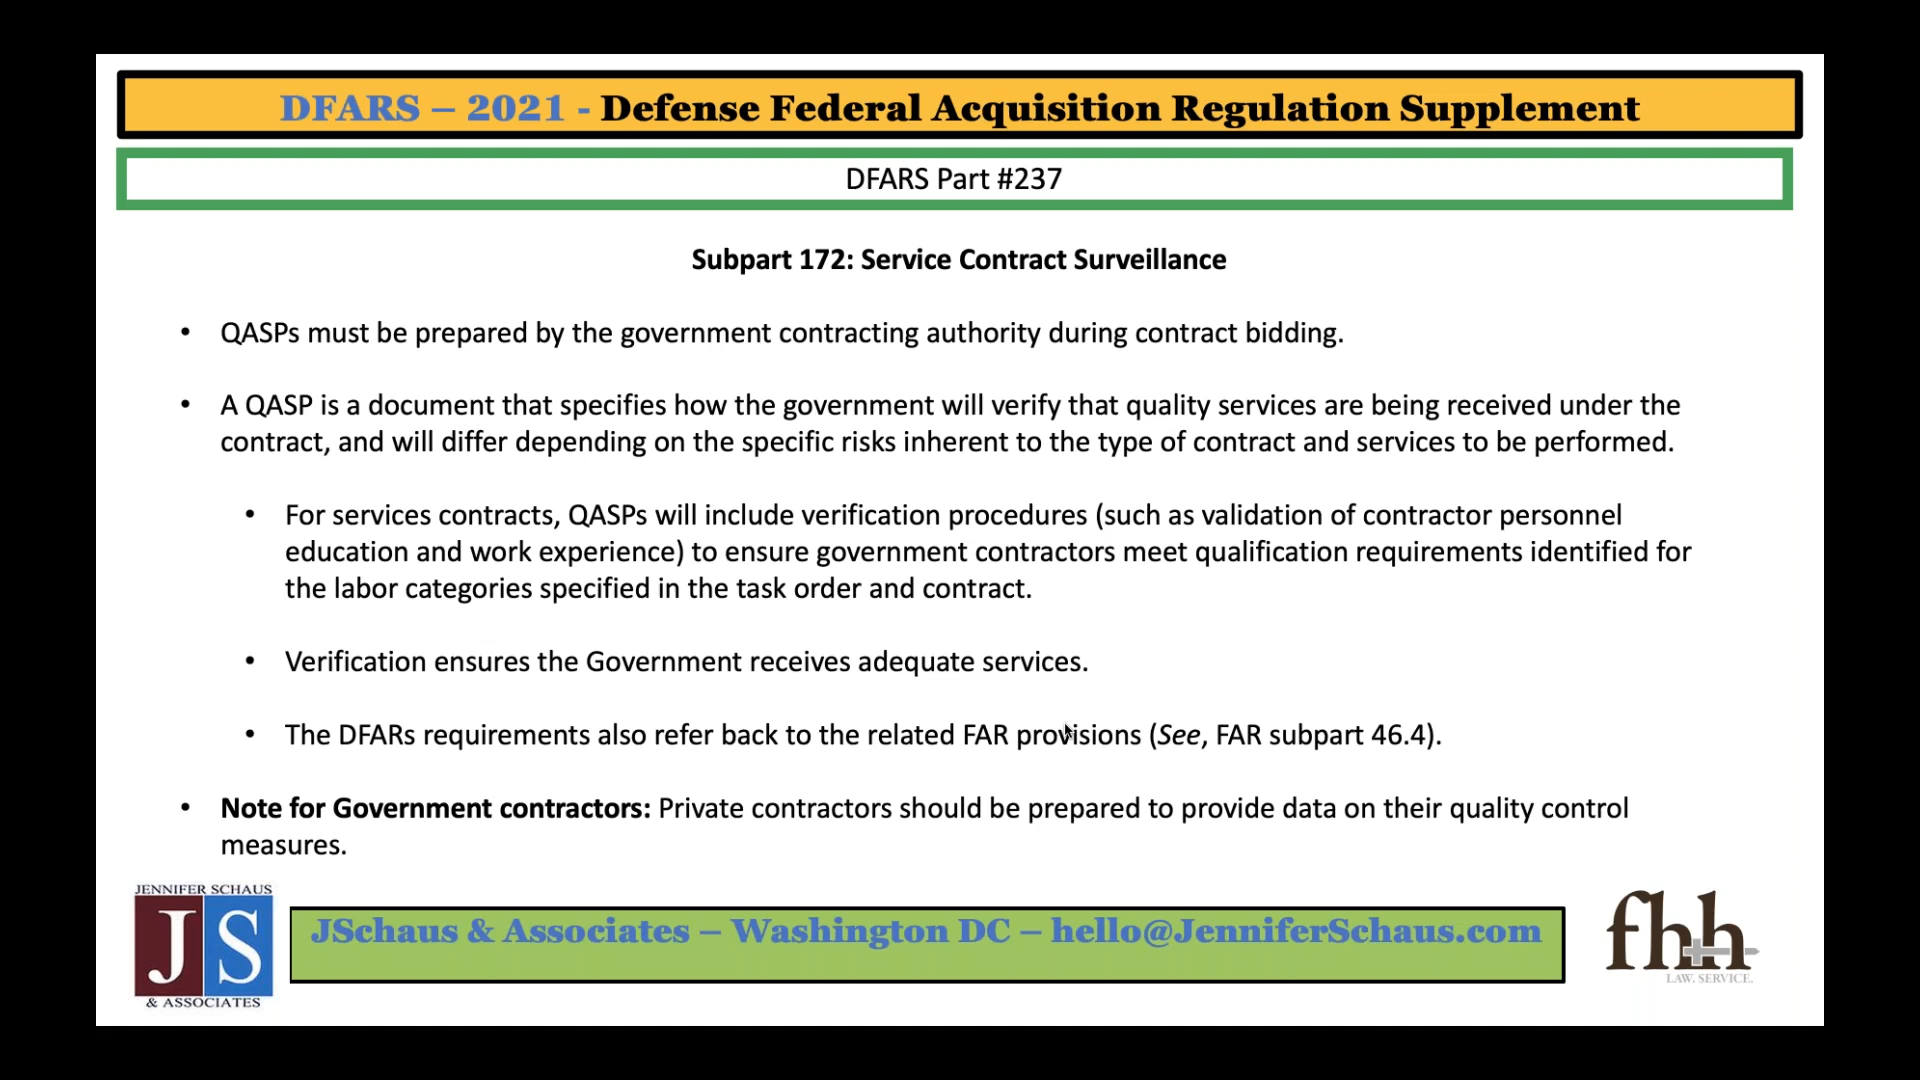 DFARS – 2021 - Defense Federal Acquisition Regulation Supplement
DFARS Part #237
Subpart 172: Service Contract Surveillance
• QASPs must be prepared by the government contracting authority during contract bidding.
• A QASP is a document that specifies how the government will verify that quality services are being received under the
contract, and will differ depending on the specific risks inherent to the type of contract and services to be performed.
• For services contracts, QASPs will include verification procedures (such as validation of contractor personnel
education and work experience) to ensure government contractors meet qualification requirements identified for
the labor categories specified in the task order and contract.
• Verification ensures the Government receives adequate services.
• The DFARs requirements also refer back to the related FAR provisions (See, FAR subpart 46.4).
• Note for Government contractors: Private contractors should be prepared to provide data on their quality control
measures.
JENNIFER SCHAUS
JS
& ASSOCIATES
JSchaus & Associates – Washington DC – hello@JenniferSchaus.com
fhh
LAW. SERVICE.